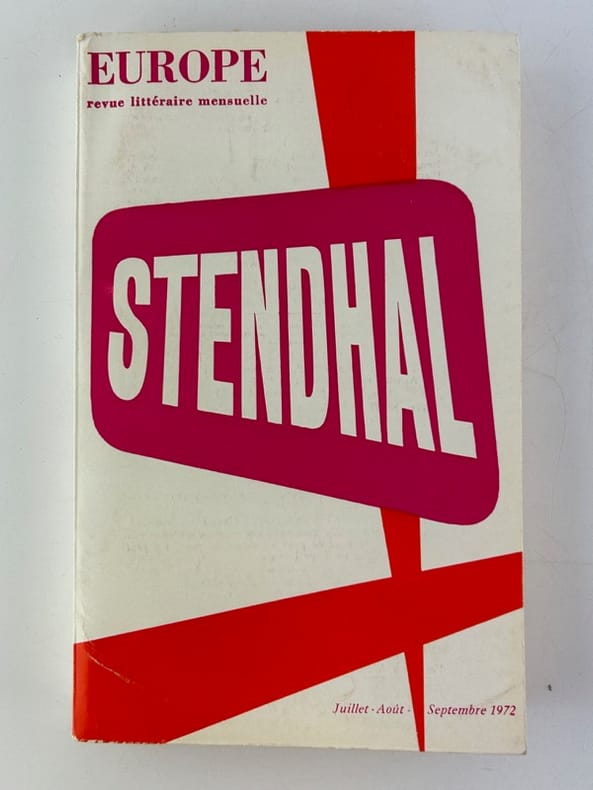 EUROPE
revue littéraire mensuelle
STENDHAL
Juillet - Août - Septembre 1972